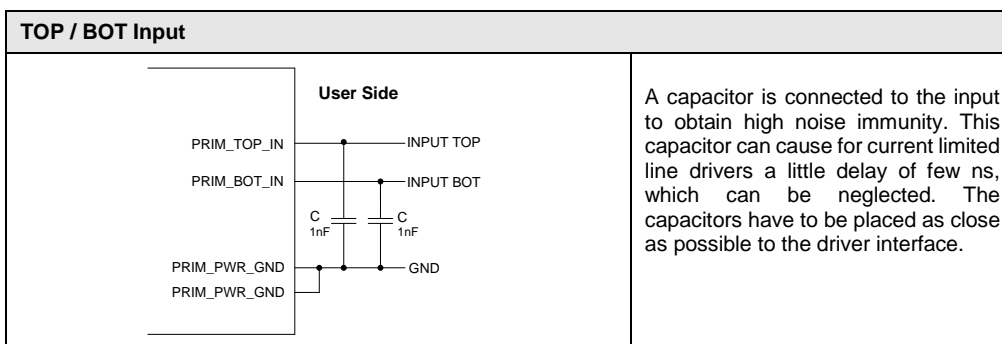 TOP / BOT Input
User Side
PRIM_TOP_IN
INPUT TOP
PRIM_BOT_IN
INPUT BOT
C
1nF
C
1nF
PRIM_PWR_GND
GND
PRIM_PWR_GND
A capacitor is connected to the input
to obtain high noise immunity. This
capacitor can cause for current limited
line drivers a little delay of few ns,
which can be neglected. The
capacitors have to be placed as close
as possible to the driver interface.